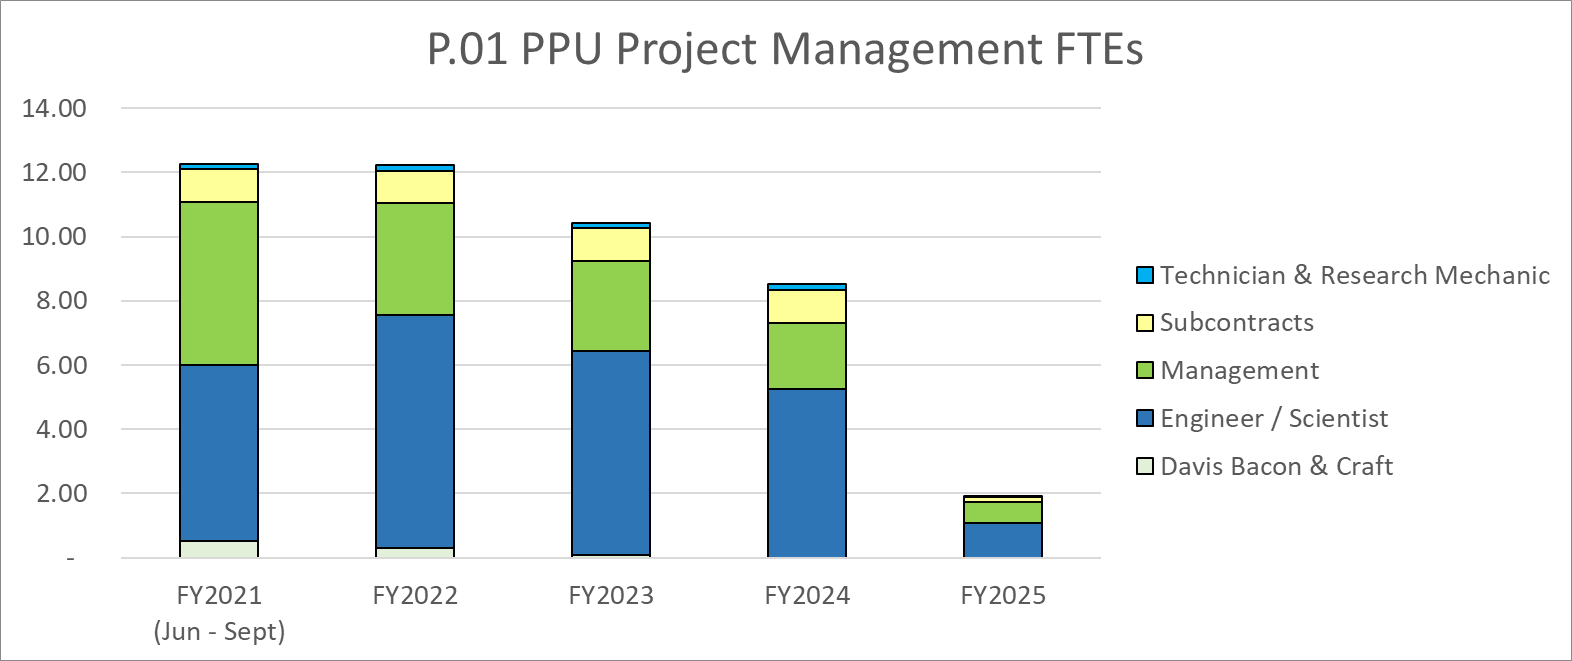 P.01 PPU Project Management FTEs
14.00
12.00
10.00
8.00
6.00
4.00
2.00
-
FY2021
(Jun - Sept)
FY2022
FY2023
FY2024
FY2025
Technician & Research Mechanic
Subcontracts
Management
Engineer / Scientist
Davis Bacon & Craft